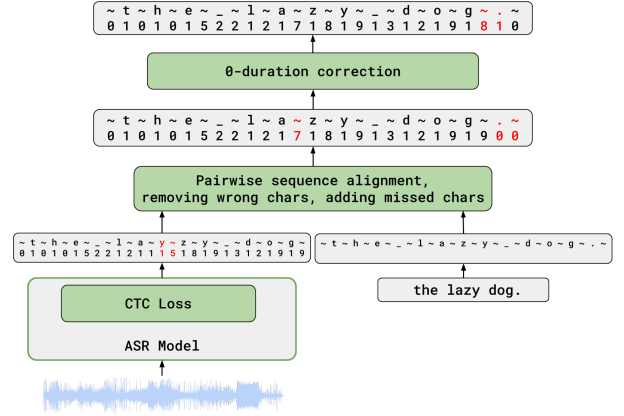 ~ t ~ h ~ e ~ _ ~ l ~ a ~ z ~ y ~ _ ~ d ~ o ~ g ~ . ~
0 1 0 1 0 1 5 2 2 1 2 1 7 1 8 1 9 1 3 1 2 1 9 1 8 1 0
0-duration correction
~ t ~ h ~ e ~ _ ~ l ~ a ~ z ~ y ~ _ ~ d ~ o ~ g ~ . ~
0 1 0 1 0 1 5 2 2 1 2 1 7 1 8 1 9 1 3 1 2 1 9 1 9 0 0
Pairwise sequence alignment,
removing wrong chars, adding missed chars
~ t ~ h ~ e ~ _ ~ l ~ a ~ y ~ z ~ y ~ _ ~ d ~ o ~ g ~
0 1 0 1 0 1 5 2 2 1 2 1 1 1 5 1 8 1 9 1 3 1 2 1 9 1 9
~ t ~ h ~ e ~ _ ~ l ~ a ~ z ~ y ~ _ ~ d ~ o ~ g ~ . ~
CTC Loss
ASR Model
the lazy dog.